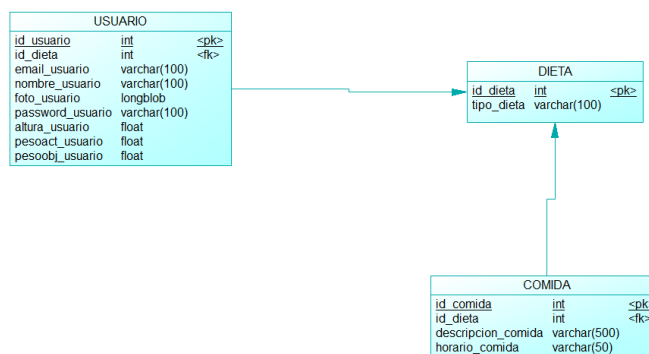 USUARIO
id_usuario int <pk>
id_dieta int <fk>
email_usuario varchar(100)
nombre_usuario varchar(100)
foto_usuario longblob
password_usuario varchar(100)
altura_usuario float
pesoact_usuario float
pesoobj_usuario float
DIETA
id_dieta int <pk>
tipo_dieta varchar(100)
COMIDA
id_comida int <pk
id_dieta int <fk>
descripcion_comida varchar(500)
horario_comida varchar(50)